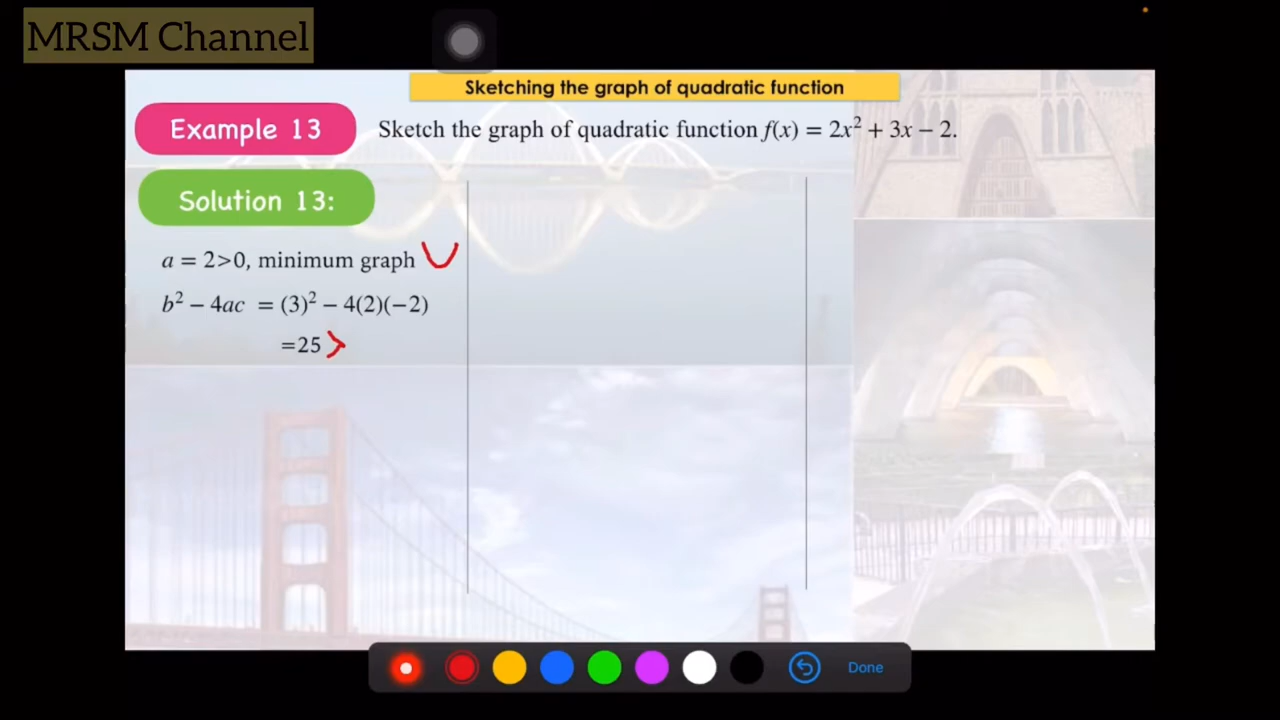 MRSM Channel
Sketching the graph of quadratic function
Example 13
Sketch the graph of quadratic function f(x) = 2x² + 3x − 2.
Solution 13:
a = 2>0, minimum graph
b² − 4ac = (3)² − 4(2)(−2)
=25 >
Done